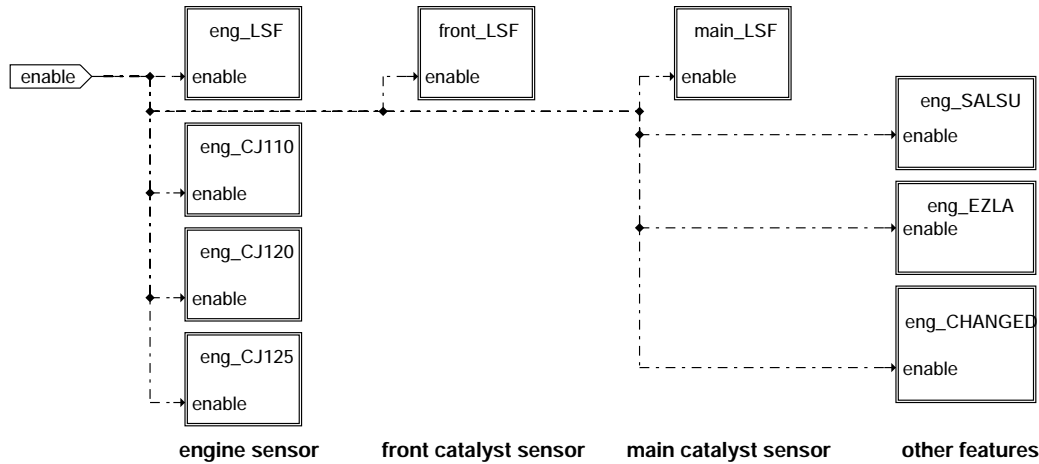 eng_LSF
front_LSF
main_LSF
enable
enable
enable
enable
eng_SALSU
enable
eng_CJ110
enable
eng_EZLA
enable
eng_CJ120
enable
eng_CHANGED
enable
eng_CJ125
enable
engine sensor
front catalyst sensor
main catalyst sensor
other features